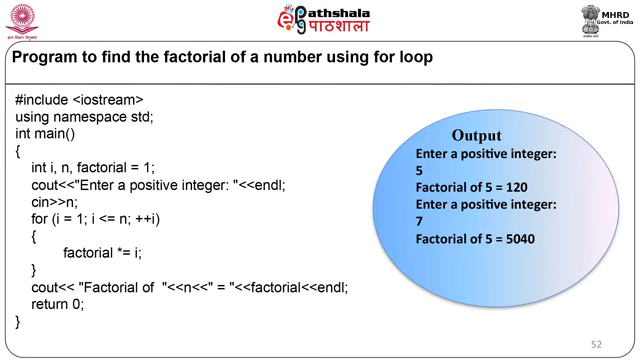 ePathshala
पाठशाला
MHRD
Govt. of India
Program to find the factorial of a number using for loop
#include <iostream>
using namespace std;
int main()
{
int i, n, factorial = 1;
cout<<"Enter a positive integer: "<<endl;
cin>>n;
for (i = 1; i <= n; ++i)
{
factorial *= i;
}
cout<< "Factorial of "<<n<<" = "<<factorial<<endl;
return 0;
}
Output
Enter a positive integer:
5
Factorial of 5 = 120
Enter a positive integer:
7
Factorial of 5 = 5040
52